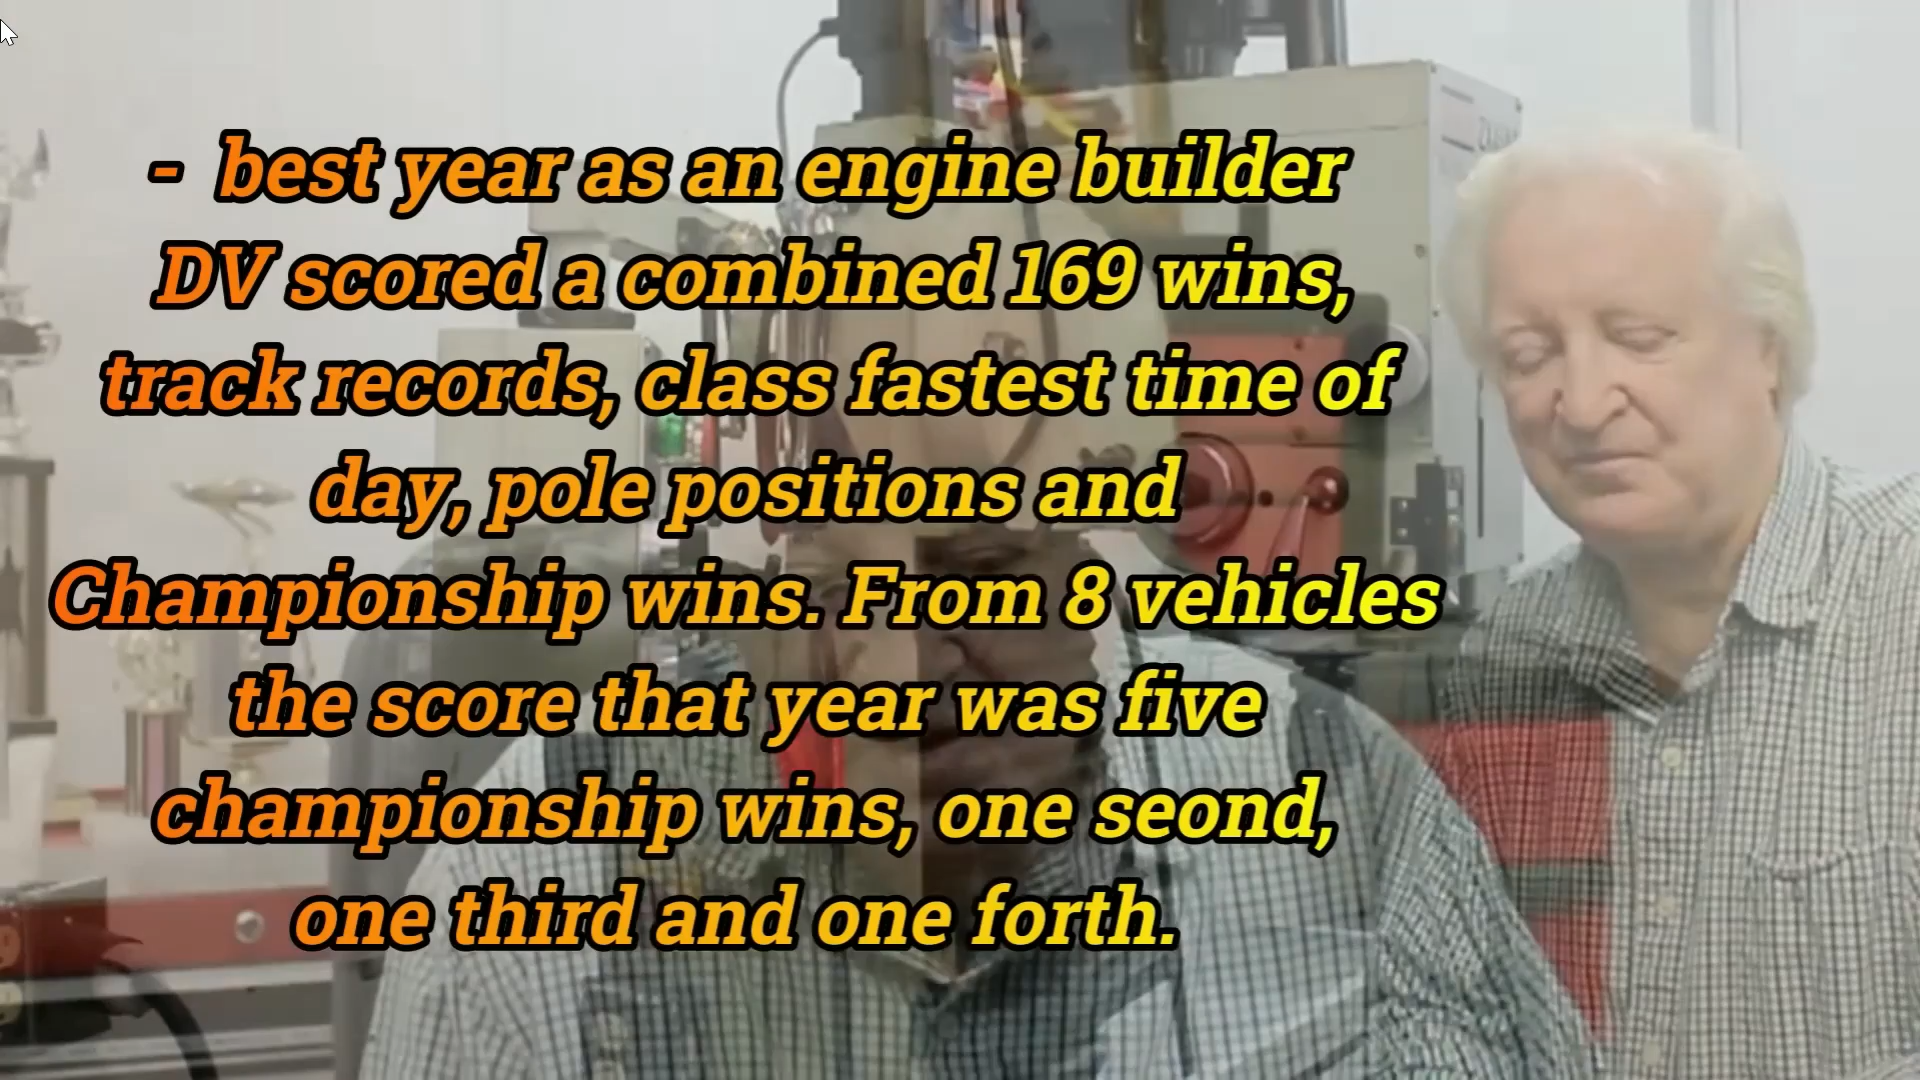 - best year as an engine builder
DV scored a combined 169 wins,
track records, class fastest time of
day, pole positions and
Championship wins. From 8 vehicles
the score that year was five
championship wins, one seond,
one third and one forth.